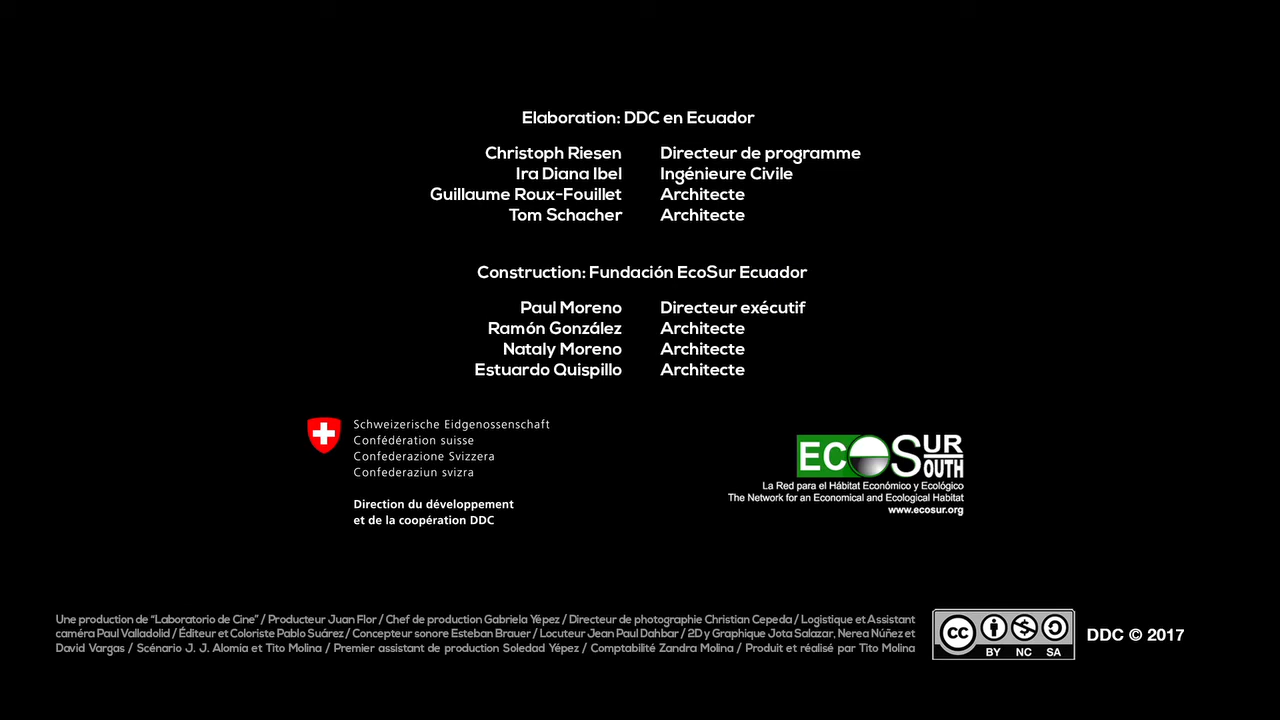 Elaboration: DDC en Ecuador
Christoph Riesen Directeur de programme
Ira Diana Ibel Ingénieure Civile
Guillaume Roux-Fouillet Architecte
Tom Schacher Architecte
Construction: Fundación EcoSur Ecuador
Paul Moreno Directeur exécutif
Ramón González Architecte
Nataly Moreno Architecte
Estuardo Quispillo Architecte
Schweizerische Eidgenossenschaft
Confédération suisse
Confederazione Svizzera
Confederaziun svizra
Direction du développement
et de la coopération DDC
ECOSUR
SOUTH
La Red para el Hábitat Económico y Ecológico
The Network for an Economical and Ecological Habitat
www.ecosur.org
Une production de “Laboratorio de Cine” / Producteur Juan Flor / Chef de production Gabriela Yépez / Directeur de photographie Christian Cepeda / Logistique et Assistant
caméra Paul Valladolid / Éditeur et Coloriste Pablo Suárez / Concepteur sonore Esteban Brauer / Locuteur Jean Paul Dahbar / 2D y Graphique Jota Salazar, Nerea Núñez et
David Vargas / Scénario J. J. Alomía et Tito Molina / Premier assistant de production Soledad Yépez / Comptabilité Zandra Molina / Produit et réalisé par Tito Molina
cc
BY NC SA
DDC © 2017